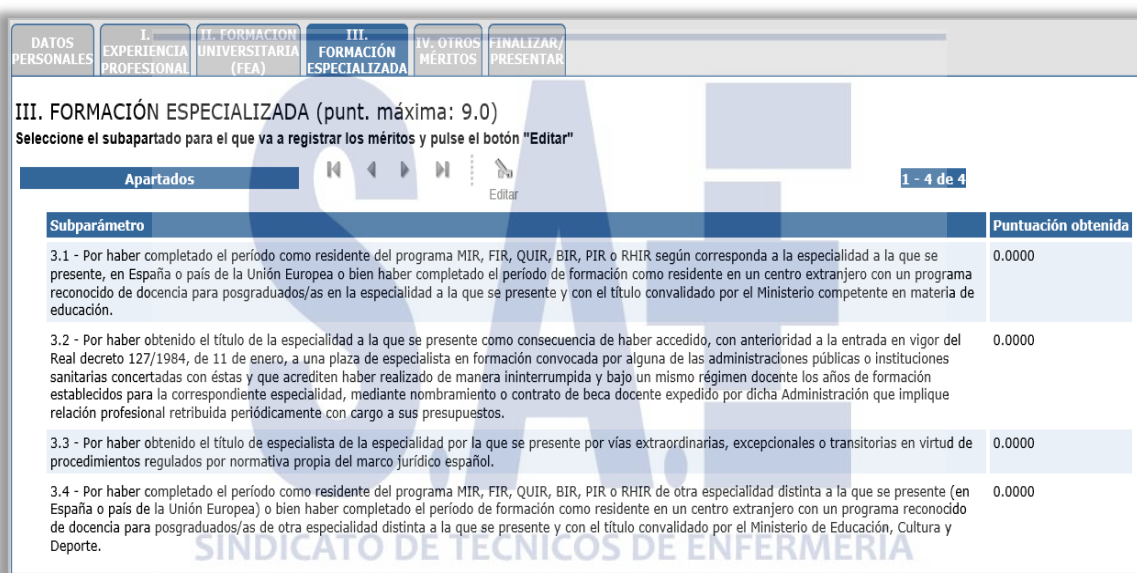 DATOS
PERSONALES
I.
EXPERIENCIA
PROFESIONAL
II. FORMACION
UNIVERSITARIA
(FEA)
III.
FORMACIÓN
ESPECIALIZADA
IV. OTROS
MÉRITOS
FINALIZAR/
PRESENTAR
III. FORMACIÓN ESPECIALIZADA (punt. máxima: 9.0)
Seleccione el subapartado para el que va a registrar los méritos y pulse el botón "Editar"
Apartados
Editar
1 - 4 de 4
Subparámetro
Puntuación obtenida
3.1 - Por haber completado el período como residente del programa MIR, FIR, QUIR, BIR, PIR o RHIR según corresponda a la especialidad a la que se
presente, en España o país de la Unión Europea o bien haber completado el período de formación como residente en un centro extranjero con un programa
reconocido de docencia para posgraduados/as en la especialidad a la que se presente y con el título convalidado por el Ministerio competente en materia de
educación.
0.0000
3.2 - Por haber obtenido el título de la especialidad a la que se presente como consecuencia de haber accedido, con anterioridad a la entrada en vigor del
Real decreto 127/1984, de 11 de enero, a una plaza de especialista en formación convocada por alguna de las administraciones públicas o instituciones
sanitarias concertadas con éstas y que acrediten haber realizado de manera ininterrumpida y bajo un mismo régimen docente los años de formación
establecidos para la correspondiente especialidad, mediante nombramiento o contrato de beca docente expedido por dicha Administración que implique
relación profesional retribuida periódicamente con cargo a sus presupuestos.
0.0000
3.3 - Por haber obtenido el título de especialista de la especialidad por la que se presente por vías extraordinarias, excepcionales o transitorias en virtud de
procedimientos regulados por normativa propia del marco jurídico español.
0.0000
3.4 - Por haber completado el período como residente del programa MIR, FIR, QUIR, BIR, PIR o RHIR de otra especialidad distinta a la que se presente (en
España o país de la Unión Europea) o bien haber completado el período de formación como residente en un centro extranjero con un programa reconocido
de docencia para posgraduados/as de otra especialidad distinta a la que se presente y con el título convalidado por el Ministerio de Educación, Cultura y
Deporte.
0.0000
S.A.E
SINDICATO DE TÉCNICOS DE ENFERMERÍA